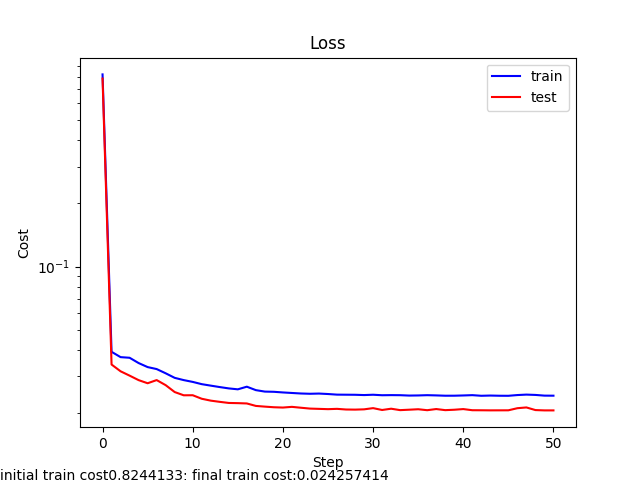 Loss
train
test
Cost
10⁻¹
0
10
20
30
40
50
Step
initial train cost0.8244133; final train cost:0.024257414